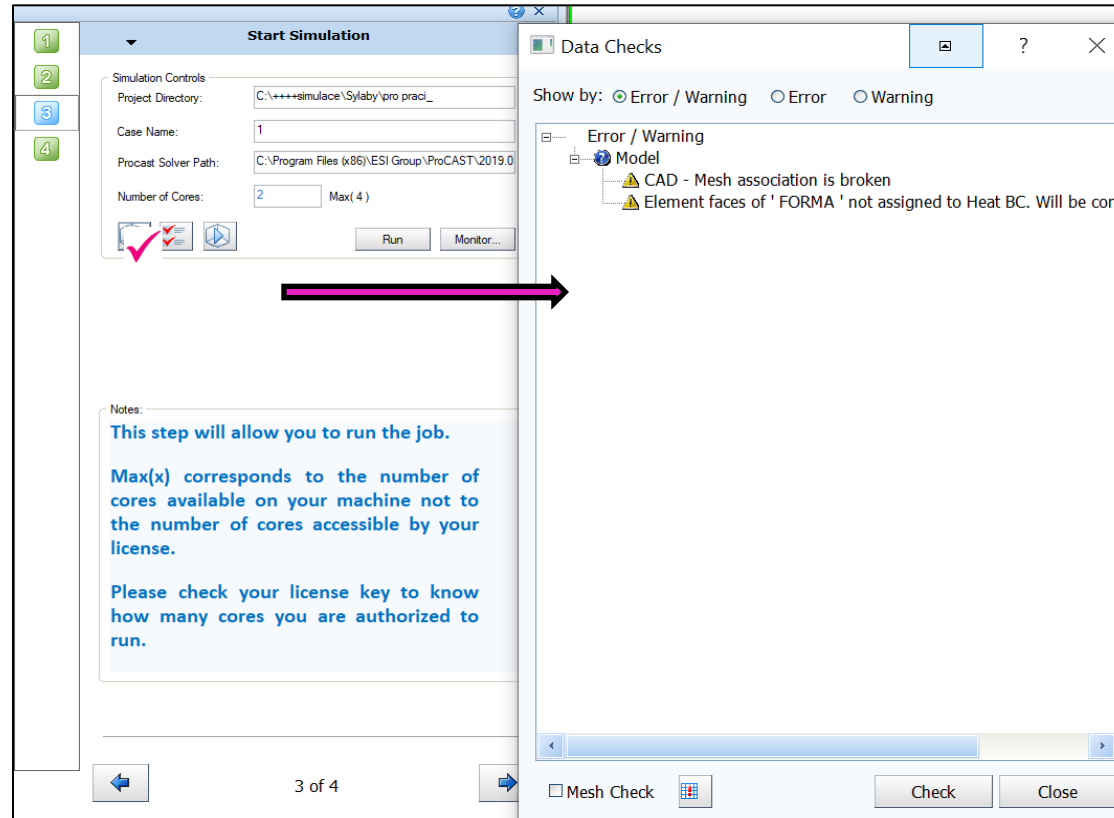 1
2
3
4
Start Simulation
Simulation Controls
Project Directory:
C:\++++simulace\Sylaby\pro praci_
Case Name:
1
Procast Solver Path:
C:\Program Files (x86)\ESI Group\ProCAST\2019.0
Number of Cores:
2
Max( 4 )
Run
Monitor...
Notes:
This step will allow you to run the job.
Max(x) corresponds to the number of
cores available on your machine not to
the number of cores accessible by your
license.
Please check your license key to know
how many cores you are authorized to
run.
3 of 4
Data Checks
?
Show by:
Error / Warning
Error
Warning
Error / Warning
Model
CAD - Mesh association is broken
Element faces of ' FORMA ' not assigned to Heat BC. Will be cor
Mesh Check
Check
Close